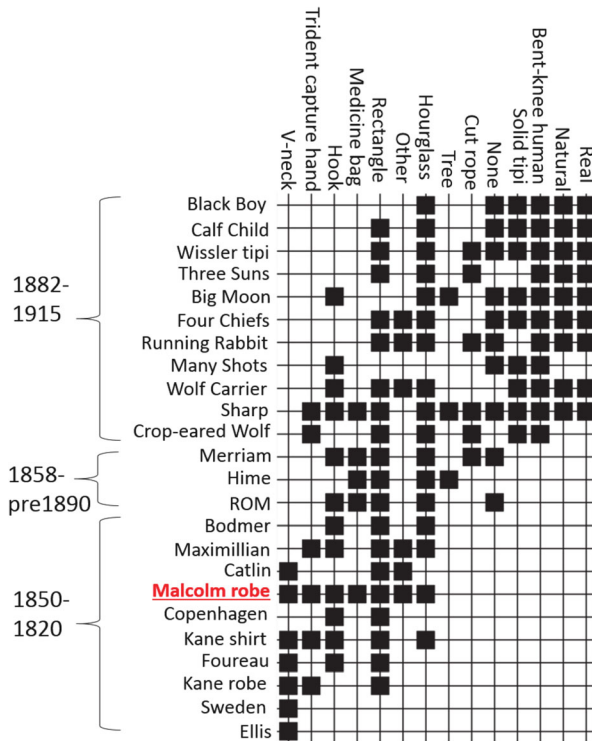 V-neck
Trident capture hand
Hook
Medicine bag
Rectangle
Other
Hourglass
Tree
Cut rope
None
Solid tipi
Bent-knee human
Natural
Real
1882-
1915
Black Boy
Calf Child
Wissler tipi
Three Suns
Big Moon
Four Chiefs
Running Rabbit
Many Shots
Wolf Carrier
Sharp
Crop-eared Wolf
1858-
pre1890
Merriam
Hime
ROM
1850-
1820
Bodmer
Maximillian
Catlin
Malcolm robe
Copenhagen
Kane shirt
Foureau
Kane robe
Sweden
Ellis